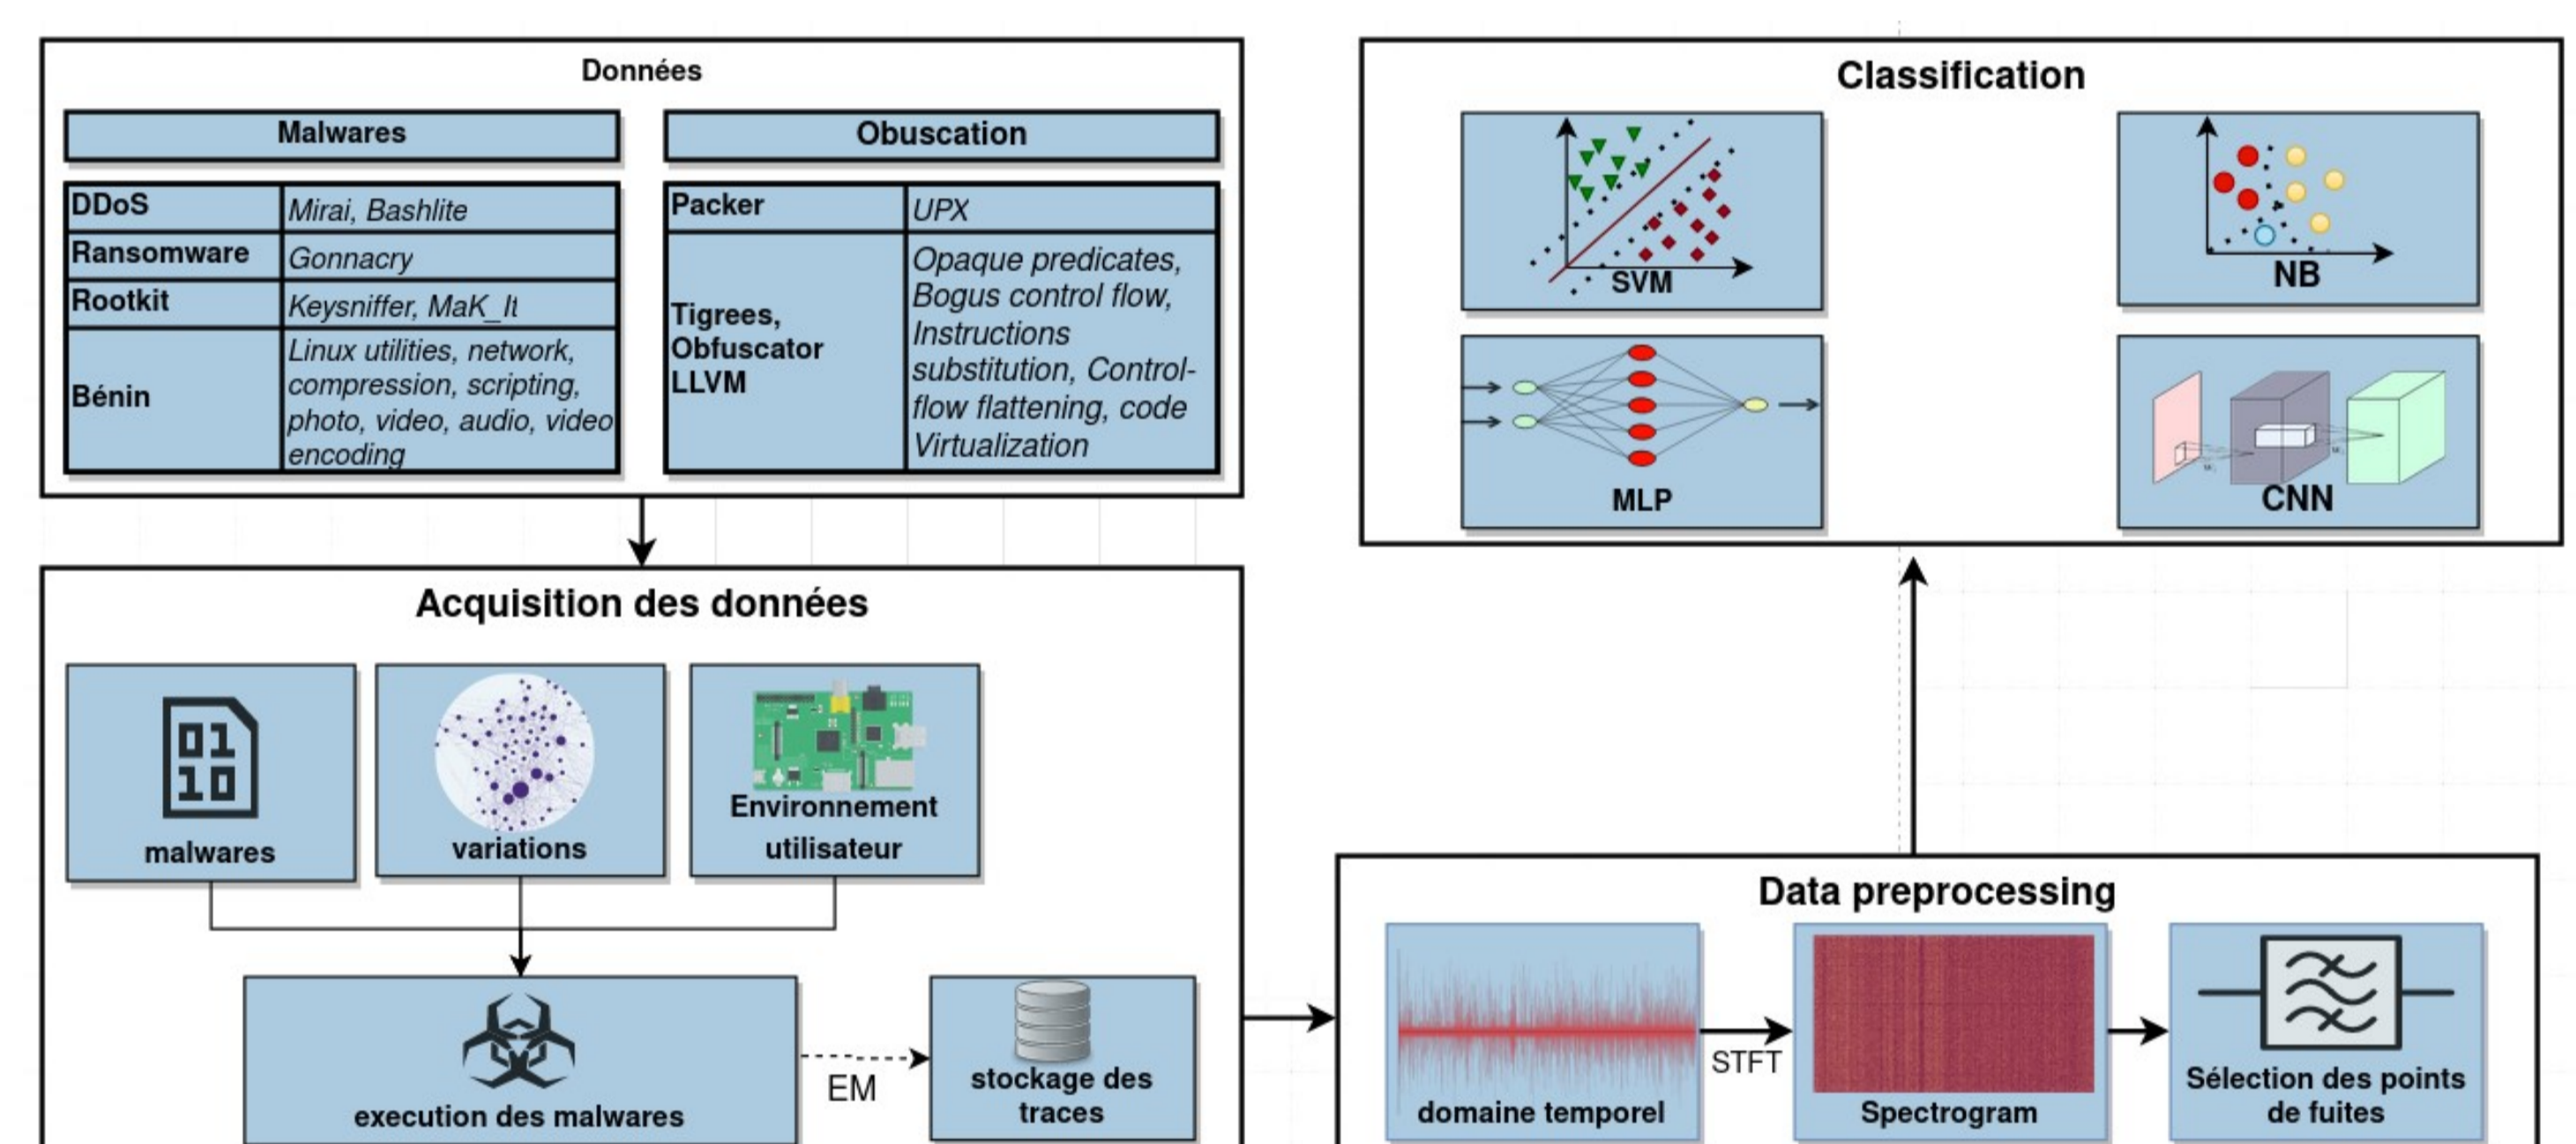 Données
Malwares
DDoS
Mirai, Bashlite
Ransomware
Gonnacry
Rootkit
Keysniffer, MaK_It
Bénin
Linux utilities, network,
compression, scripting,
photo, video, audio, video
encoding
Obuscation
Packer
UPX
Tigrees,
Obfuscator
LLVM
Opaque predicates,
Bogus control flow,
Instructions
substitution, Control-
flow flattening, code
Virtualization
Acquisition des données
malwares
variations
Environnement
utilisateur
execution des malwares
EM
stockage des
traces
Classification
SVM
NB
MLP
CNN
Data preprocessing
domaine temporel
STFT
Spectrogram
Sélection des points
de fuites